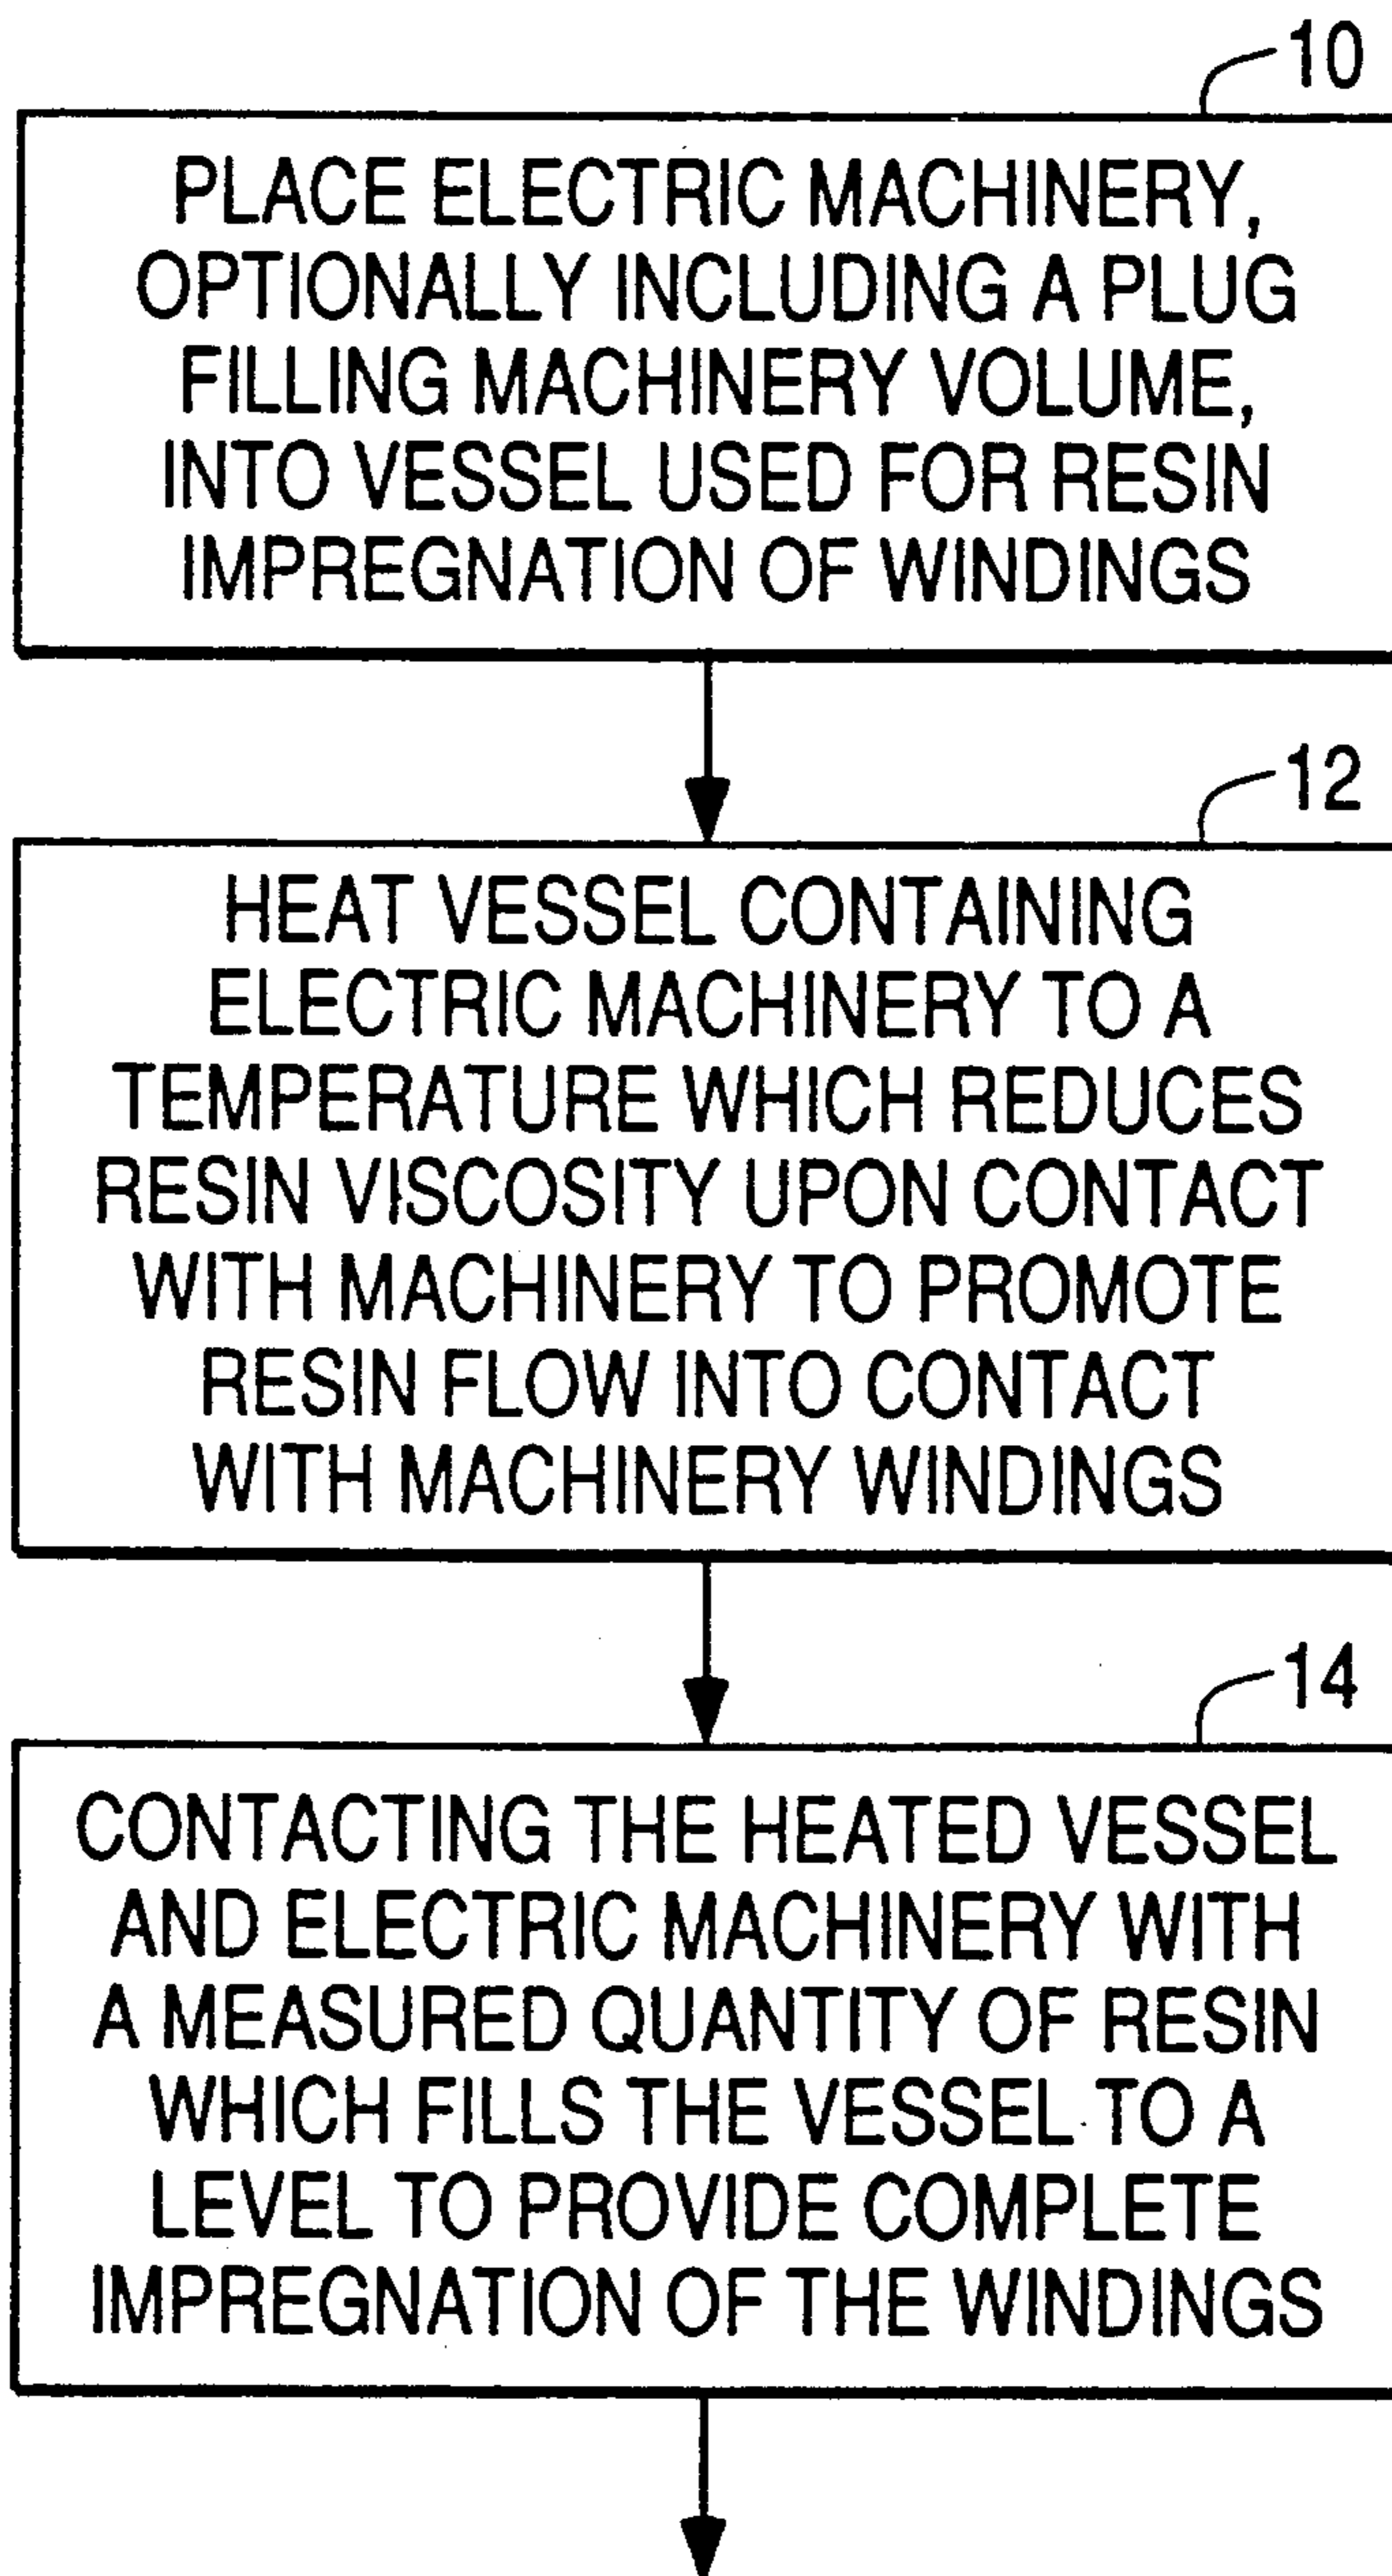 10
PLACE ELECTRIC MACHINERY,
OPTIONALLY INCLUDING A PLUG
FILLING MACHINERY VOLUME,
INTO VESSEL USED FOR RESIN
IMPREGNATION OF WINDINGS
12
HEAT VESSEL CONTAINING
ELECTRIC MACHINERY TO A
TEMPERATURE WHICH REDUCES
RESIN VISCOSITY UPON CONTACT
WITH MACHINERY TO PROMOTE
RESIN FLOW INTO CONTACT
WITH MACHINERY WINDINGS
14
CONTACTING THE HEATED VESSEL
AND ELECTRIC MACHINERY WITH
A MEASURED QUANTITY OF RESIN
WHICH FILLS THE VESSEL TO A
LEVEL TO PROVIDE COMPLETE
IMPREGNATION OF THE WINDINGS